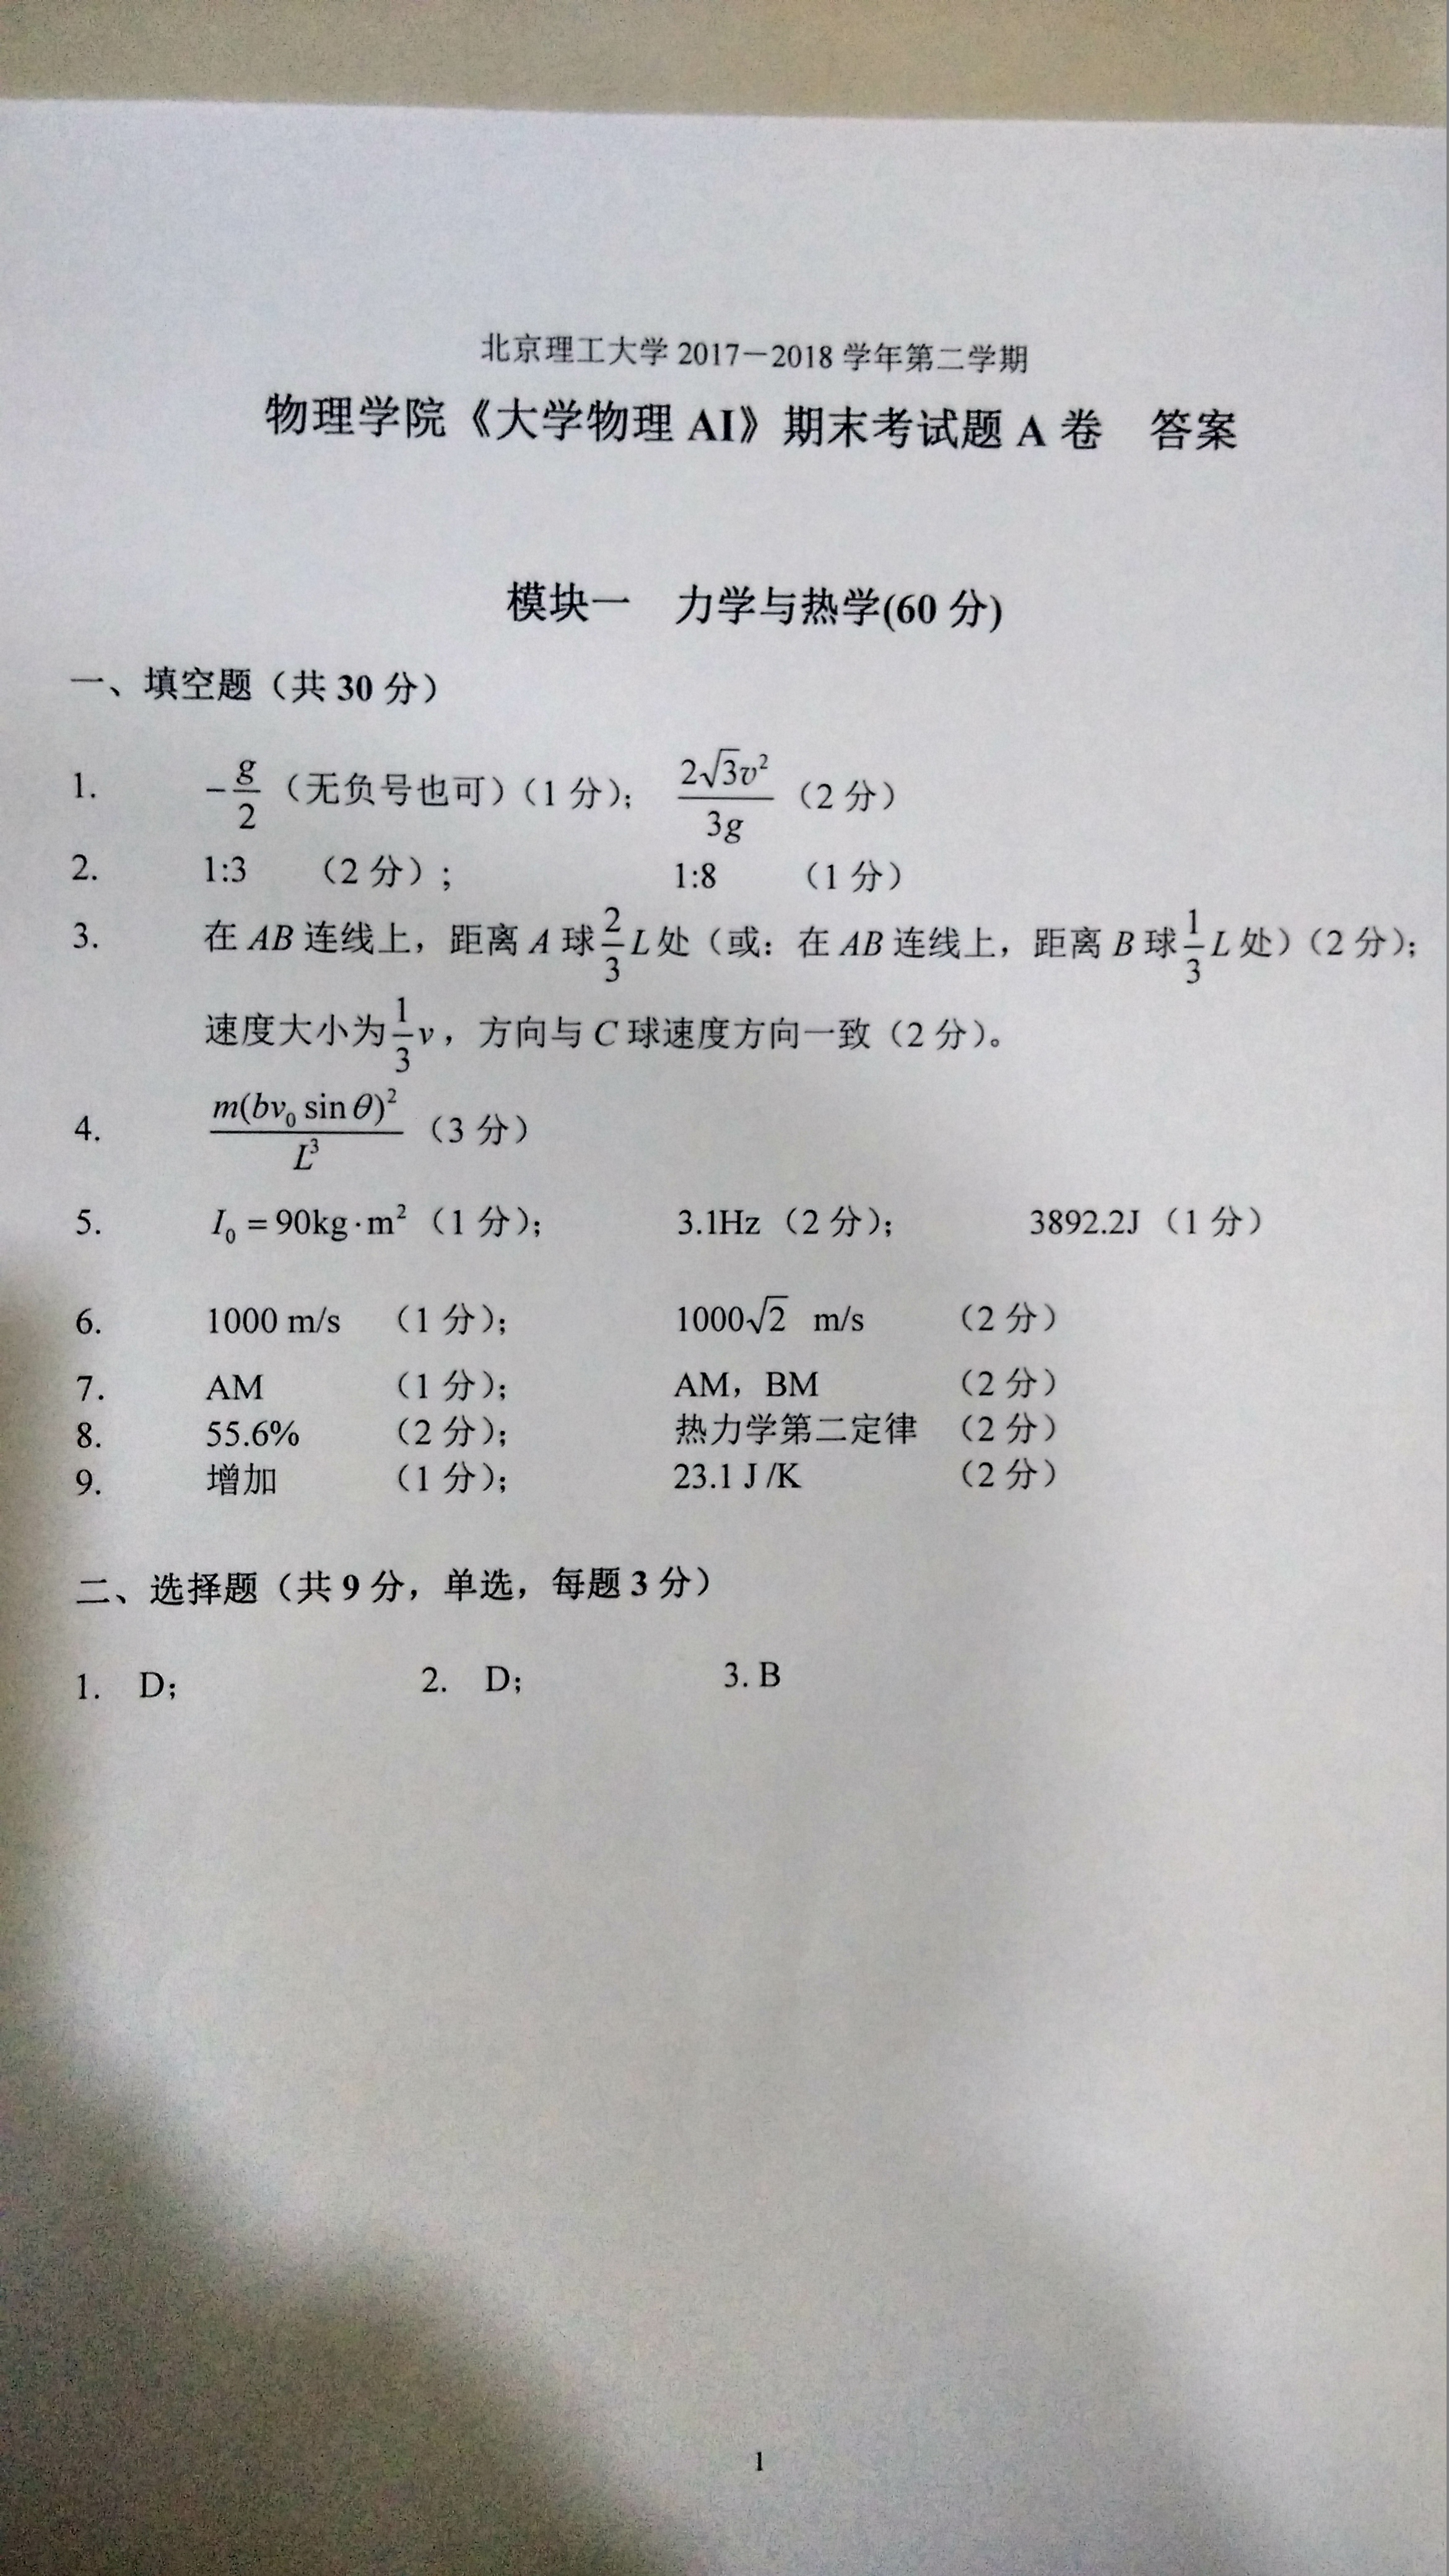 北京理工大学 2017－2018 学年第二学期
物理学院《大学物理 AI》期末考试题 A 卷 答案
模块一 力学与热学(60 分)
一、填空题（共 30 分）
1. $-\frac{g}{2}$（无负号也可）（1 分）； $\frac{2\sqrt{3}v^2}{3g}$（2 分）
2. 1:3 （2 分）； 1:8 （1 分）
3. 在 AB 连线上，距离 A 球 $\frac{2}{3}L$ 处（或：在 AB 连线上，距离 B 球 $\frac{1}{3}L$ 处）（2 分）；
速度大小为 $\frac{1}{3}v$，方向与 C 球速度方向一致（2 分）。
4. $\frac{m(bv_0\sin\theta)^2}{L^3}$（3 分）
5. $I_0=90\text{kg}\cdot\text{m}^2$（1 分）； 3.1Hz（2 分）； 3892.2J（1 分）
6. 1000 m/s （1 分）； $1000\sqrt{2}$ m/s （2 分）
7. AM （1 分）； AM，BM （2 分）
8. 55.6% （2 分）； 热力学第二定律 （2 分）
9. 增加 （1 分）； 23.1 J /K （2 分）
二、选择题（共 9 分，单选，每题 3 分）
1. D； 2. D； 3. B
1